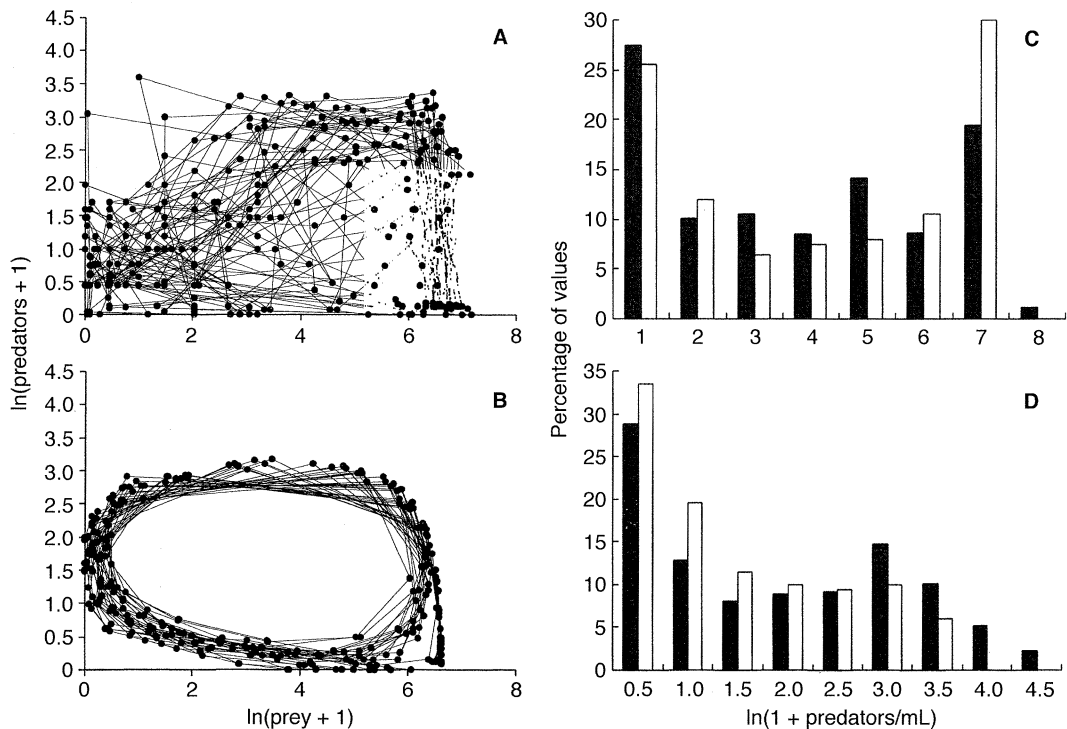 A
4.5
4.0
3.5
3.0
2.5
2.0
1.5
1.0
0.5
0
0 2 4 6 8
B
4.5
4.0
3.5
3.0
2.5
2.0
1.5
1.0
0.5
0
0 2 4 6 8
ln(predators + 1)
ln(prey + 1)
C
30
25
20
15
10
5
0
1 2 3 4 5 6 7 8
D
35
30
25
20
15
10
5
0
0.5 1.0 1.5 2.0 2.5 3.0 3.5 4.0 4.5
Percentage of values
ln(1 + predators/mL)